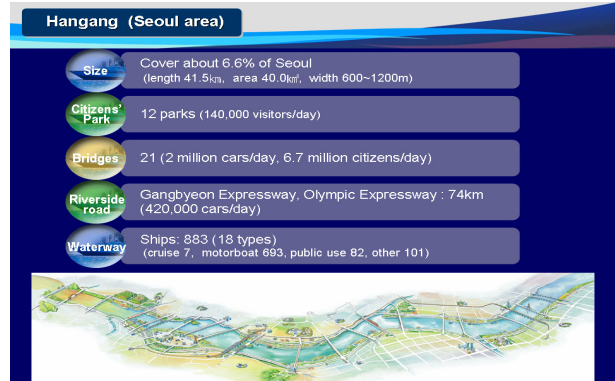 Hangang (Seoul area)
Size
Cover about 6.6% of Seoul
(length 41.5㎞, area 40.0㎢, width 600~1200m)
Citizens'
Park
12 parks (140,000 visitors/day)
Bridges
21 (2 million cars/day, 6.7 million citizens/day)
Riverside
road
Gangbyeon Expressway, Olympic Expressway : 74km
(420,000 cars/day)
Waterway
Ships: 883 (18 types)
(cruise 7, motorboat 693, public use 82, other 101)